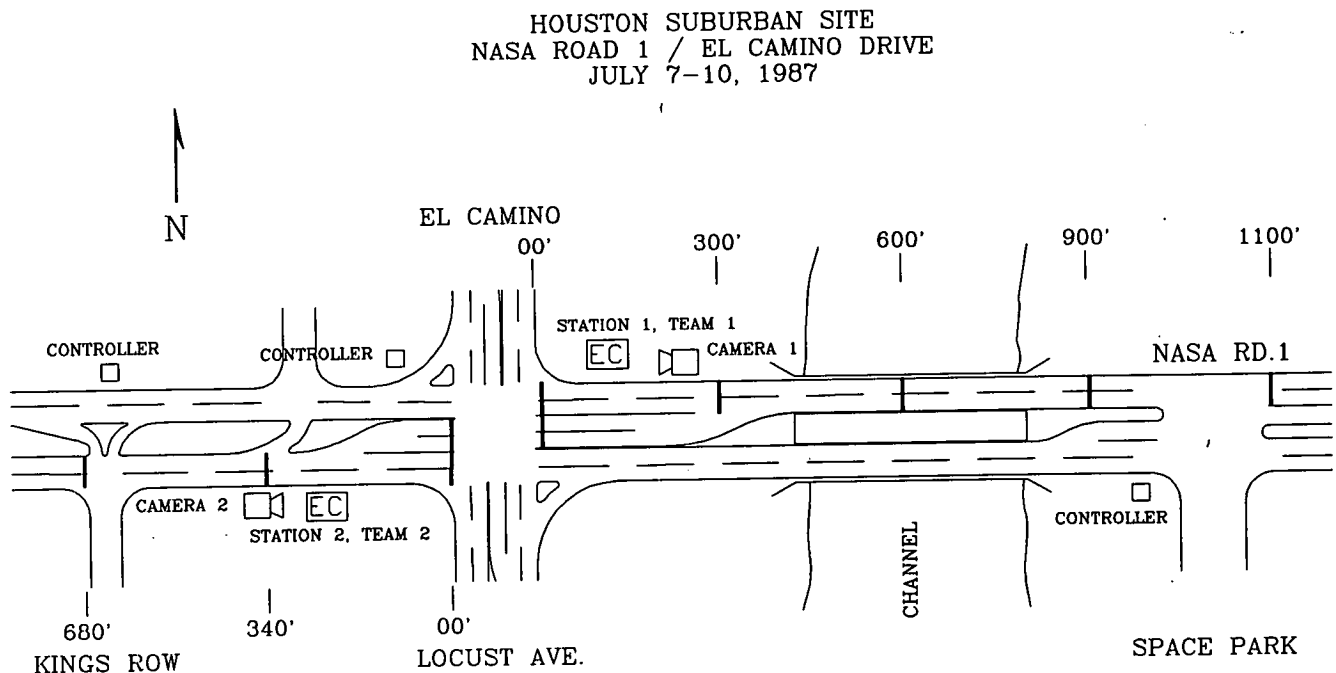 HOUSTON SUBURBAN SITE
NASA ROAD 1 / EL CAMINO DRIVE
JULY 7-10, 1987
N
EL CAMINO
00'
300'
600'
900'
1100'
CONTROLLER
CONTROLLER
STATION 1, TEAM 1
EC
CAMERA 1
NASA RD.1
CAMERA 2
EC
STATION 2, TEAM 2
CONTROLLER
CHANNEL
680'
340'
00'
KINGS ROW
LOCUST AVE.
SPACE PARK